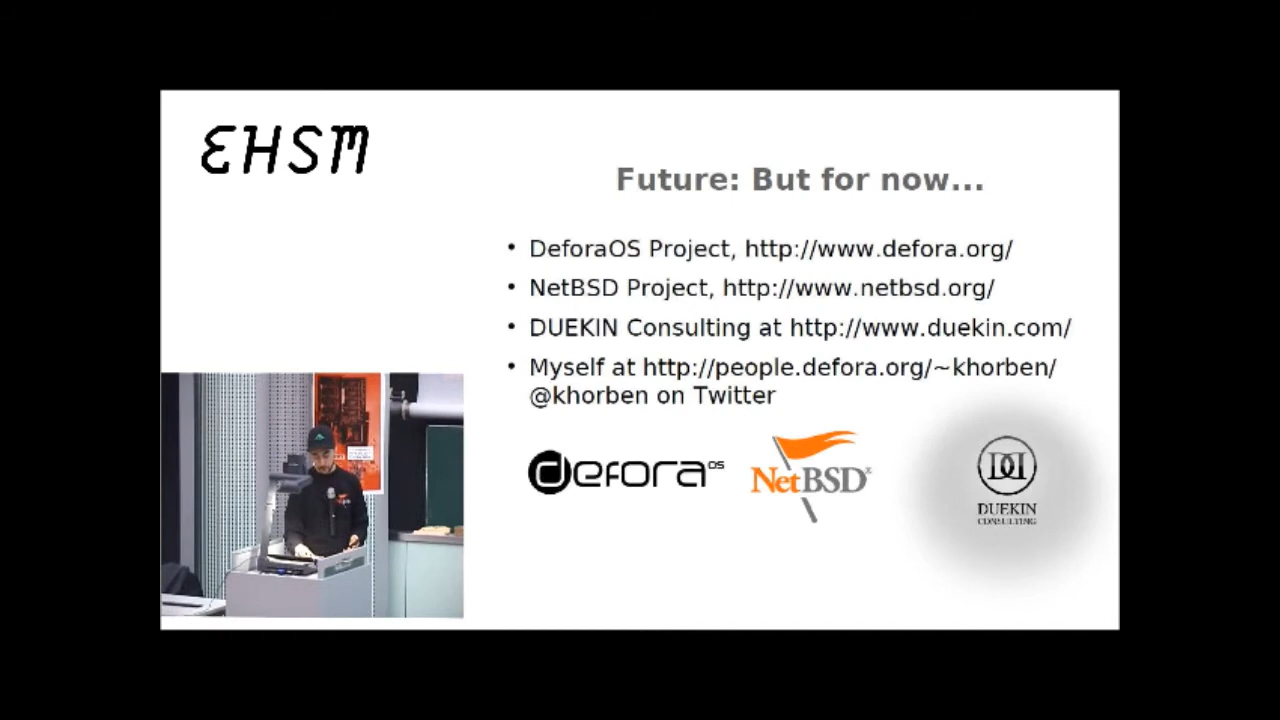 EHSM
Future: But for now...
• DeforaOS Project, http://www.defora.org/
• NetBSD Project, http://www.netbsd.org/
• DUEKIN Consulting at http://www.duekin.com/
• Myself at http://people.defora.org/~khorben/
@khorben on Twitter
defora OS
NetBSD
DUEKIN
CONSULTING